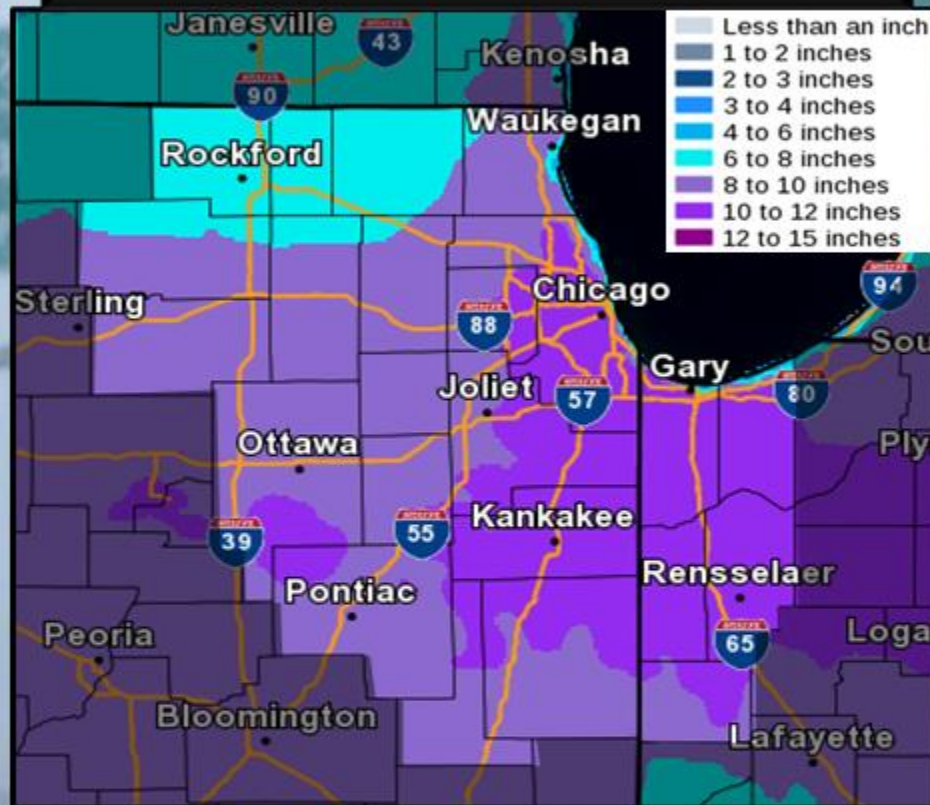 Janesville
43
Less than an inch
1 to 2 inches
2 to 3 inches
3 to 4 inches
4 to 6 inches
6 to 8 inches
8 to 10 inches
10 to 12 inches
12 to 15 inches
Kenosha
90
Waukegan
Rockford
Sterling
Chicago
94
88
Sou
Gary
Joliet
57
80
Ottawa
Ply
Kankakee
39
55
Rensselaer
Pontiac
Peoria
65
Loga
Bloomington
Lafayette